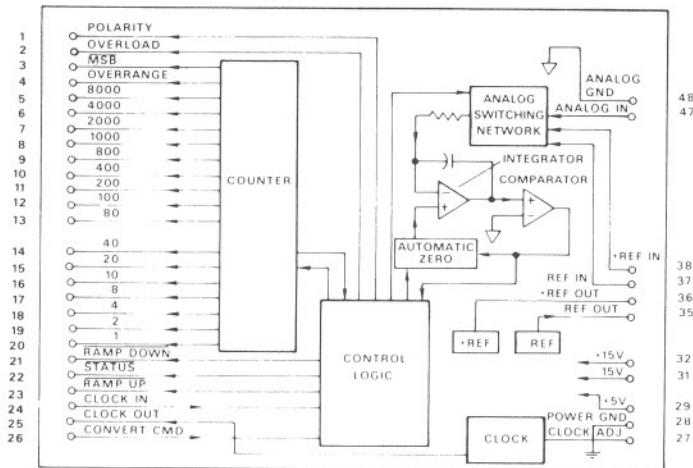 1 POLARITY
2 OVERLOAD
3 MSB
4 OVERRANGE
5 8000
6 4000
7 2000
8 1000
9 800
10 400
11 200
12 100
13 80
14 40
15 20
16 10
17 8
18 4
19 2
20 1
21 RAMP DOWN
22 STATUS
23 RAMP UP
24 CLOCK IN
25 CLOCK OUT
26 CONVERT CMD
COUNTER
CONTROL
LOGIC
ANALOG
SWITCHING
NETWORK
INTEGRATOR
COMPARATOR
AUTOMATIC
ZERO
+REF
REF
CLOCK
ANALOG
GND 48
ANALOG IN 47
+REF IN 38
REF IN 37
+REF OUT 36
REF OUT 35
+15V 32
15V 31
+5V 29
POWER GND 28
CLOCK ADJ 27